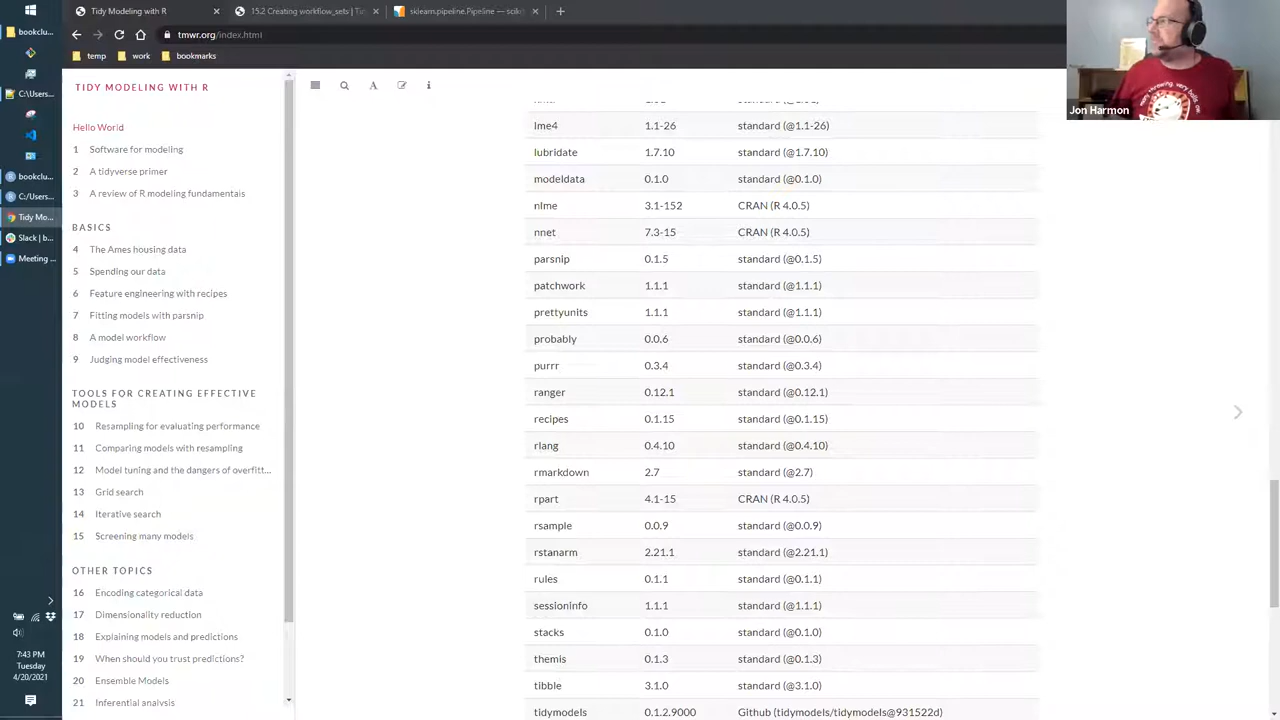 Tidy Modeling with R
15.2 Creating workflow_sets | T
sklearn.pipeline.Pipeline — scik
tmwr.org/index.html
temp
work
bookmarks
bookclu...
C:\Users...
bookclu...
C:/Users...
Tidy Mo...
Slack | b...
Meeting ...
7:43 PM
Tuesday
4/20/2021
TIDY MODELING WITH R
Hello World
1 Software for modeling
2 A tidyverse primer
3 A review of R modeling fundamentals
BASICS
4 The Ames housing data
5 Spending our data
6 Feature engineering with recipes
7 Fitting models with parsnip
8 A model workflow
9 Judging model effectiveness
TOOLS FOR CREATING EFFECTIVE
MODELS
10 Resampling for evaluating performance
11 Comparing models with resampling
12 Model tuning and the dangers of overfitt...
13 Grid search
14 Iterative search
15 Screening many models
OTHER TOPICS
16 Encoding categorical data
17 Dimensionality reduction
18 Explaining models and predictions
19 When should you trust predictions?
20 Ensemble Models
21 Inferential analysis
lme4 1.1-26 standard (@1.1-26)
lubridate 1.7.10 standard (@1.7.10)
modeldata 0.1.0 standard (@0.1.0)
nlme 3.1-152 CRAN (R 4.0.5)
nnet 7.3-15 CRAN (R 4.0.5)
parsnip 0.1.5 standard (@0.1.5)
patchwork 1.1.1 standard (@1.1.1)
prettyunits 1.1.1 standard (@1.1.1)
probably 0.0.6 standard (@0.0.6)
purrr 0.3.4 standard (@0.3.4)
ranger 0.12.1 standard (@0.12.1)
recipes 0.1.15 standard (@0.1.15)
rlang 0.4.10 standard (@0.4.10)
rmarkdown 2.7 standard (@2.7)
rpart 4.1-15 CRAN (R 4.0.5)
rsample 0.0.9 standard (@0.0.9)
rstanarm 2.21.1 standard (@2.21.1)
rules 0.1.1 standard (@0.1.1)
sessioninfo 1.1.1 standard (@1.1.1)
stacks 0.1.0 standard (@0.1.0)
themis 0.1.3 standard (@0.1.3)
tibble 3.1.0 standard (@3.1.0)
tidymodels 0.1.2.9000 Github (tidymodels/tidymodels@931522d)
Jon Harmon